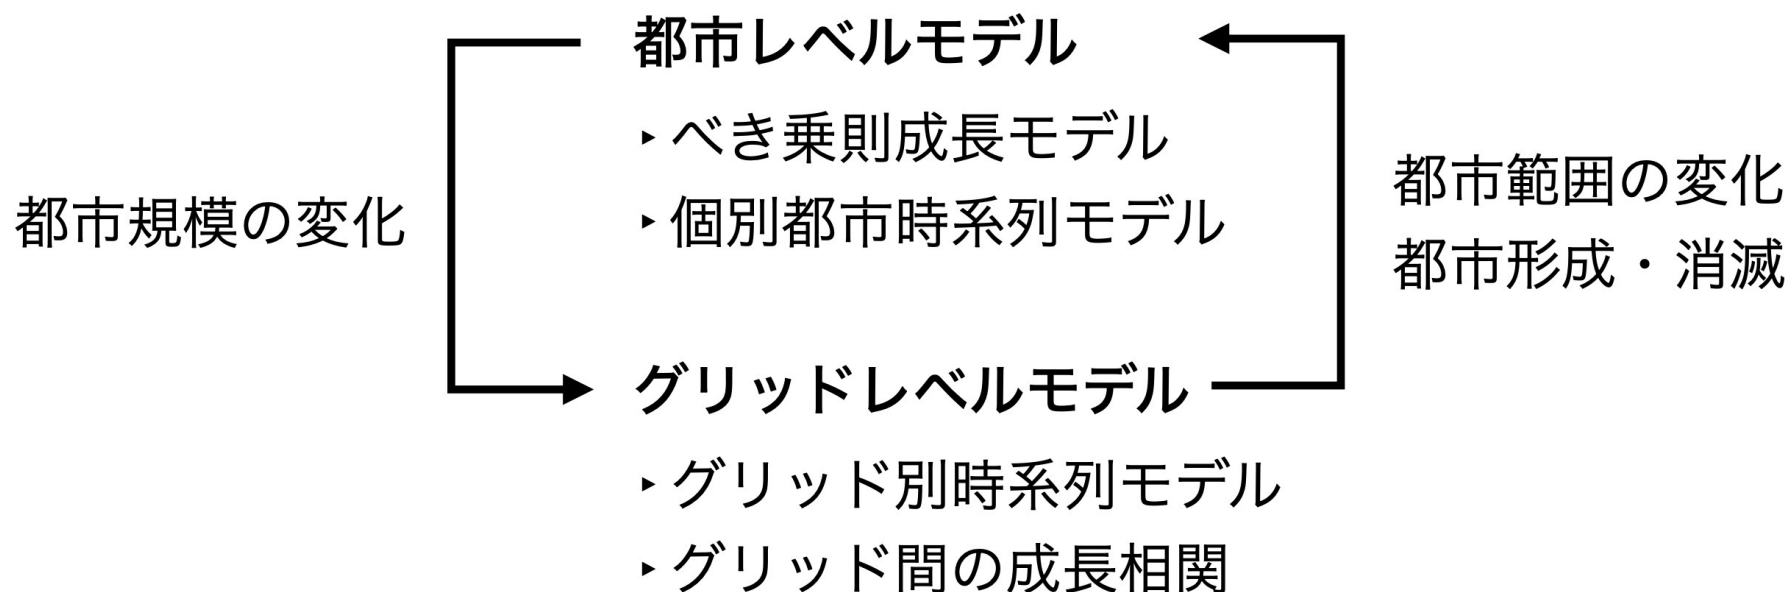 都市レベルモデル
‣ べき乗則成長モデル
‣ 個別都市時系列モデル
都市規模の変化
都市範囲の変化
都市形成・消滅
グリッドレベルモデル
‣ グリッド別時系列モデル
‣ グリッド間の成長相関